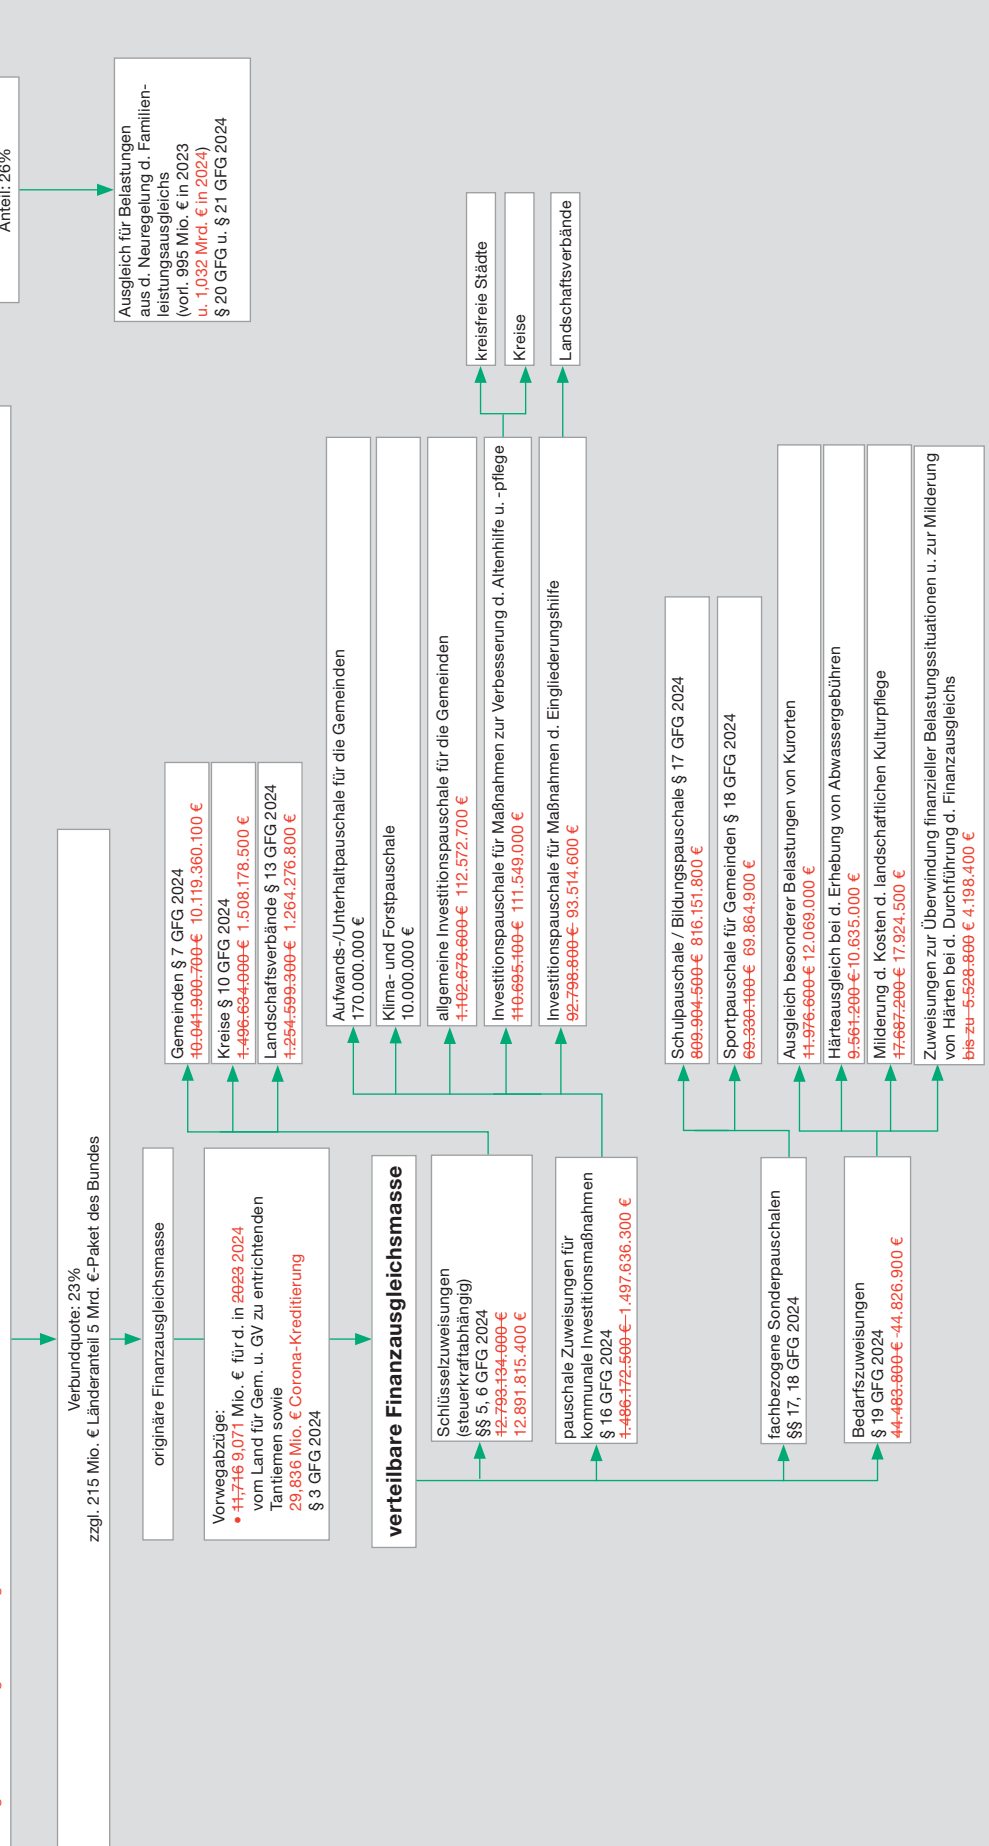 Anteil: 26%
Ausgleich für Belastungen
aus d. Neuregelung d. Familien-
leistungsausgleichs
(vorl. 995 Mio. € in 2023
u. 1,032 Mrd. € in 2024)
§ 20 GFG u. § 21 GFG 2024
Verbundquote: 23%
zzgl. 215 Mio. € Länderanteil 5 Mrd. €-Paket des Bundes
originäre Finanzausgleichsmasse
Vorwegabzüge:
• 11,716 9,071 Mio. € für d. in 2023 2024
vom Land für Gem. u. GV zu entrichtenden
Tantiemen sowie
29,836 Mio. € Corona-Kreditierung
§ 3 GFG 2024
verteilbare Finanzausgleichsmasse
Schlüsselzuweisungen
(steuerkraftabhängig)
§§ 5, 6 GFG 2024
12.793.134.000 €
12.891.815.400 €
Gemeinden § 7 GFG 2024
10.041.900.700 € 10.119.360.100 €
Kreise § 10 GFG 2024
1.496.634.000 € 1.508.178.500 €
Landschaftsverbände § 13 GFG 2024
1.254.599.300 € 1.264.276.800 €
pauschale Zuweisungen für
kommunale Investitionsmaßnahmen
§ 16 GFG 2024
1.486.172.500 € 1.497.636.300 €
Aufwands-/Unterhaltpauschale für die Gemeinden
170.000.000 €
Klima- und Forstpauschale
10.000.000 €
allgemeine Investitionspauschale für die Gemeinden
1.102.678.600 € 112.572.700 €
Investitionspauschale für Maßnahmen zur Verbesserung d. Altenhilfe u. -pflege
110.695.100 € 111.549.000 €
Investitionspauschale für Maßnahmen d. Eingliederungshilfe
92.798.800 € 93.514.600 €
kreisfreie Städte
Kreise
Landschaftsverbände
fachbezogene Sonderpauschalen
§§ 17, 18 GFG 2024
Schulpauschale / Bildungspauschale § 17 GFG 2024
809.904.500 € 816.151.800 €
Sportpauschale für Gemeinden § 18 GFG 2024
69.330.100 € 69.864.900 €
Bedarfszuweisungen
§ 19 GFG 2024
44.483.800 € 44.826.900 €
Ausgleich besonderer Belastungen von Kurorten
11.976.600 € 12.069.000 €
Härteausgleich bei d. Erhebung von Abwassergebühren
9.561.200 € 10.635.000 €
Milderung d. Kosten d. landschaftlichen Kulturpflege
17.687.200 € 17.924.500 €
Zuweisungen zur Überwindung finanzieller Belastungssituationen u. zur Milderung
von Härten bei d. Durchführung d. Finanzausgleichs
bis zu 5.528.800 € 4.198.400 €